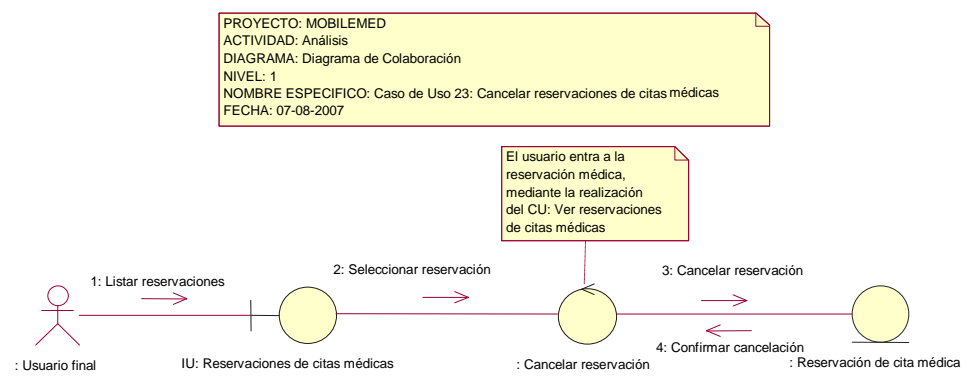 PROYECTO: MOBILEMED
ACTIVIDAD: Análisis
DIAGRAMA: Diagrama de Colaboración
NIVEL: 1
NOMBRE ESPECIFICO: Caso de Uso 23: Cancelar reservaciones de citas médicas
FECHA: 07-08-2007
El usuario entra a la
reservación médica,
mediante la realización
del CU: Ver reservaciones
de citas médicas
1: Listar reservaciones
2: Seleccionar reservación
3: Cancelar reservación
4: Confirmar cancelación
: Usuario final
IU: Reservaciones de citas médicas
: Cancelar reservación
: Reservación de cita médica